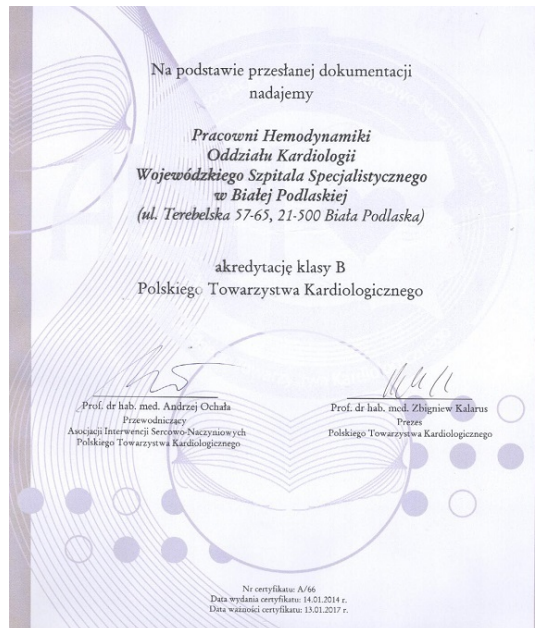 Na podstawie przesłanej dokumentacji
nadajemy
Pracowni Hemodynamiki
Oddziału Kardiologii
Wojewódzkiego Szpitala Specjalistycznego
w Białej Podlaskiej
(ul. Terebelska 57-65, 21-500 Biała Podlaska)
akredytację klasy B
Polskiego Towarzystwa Kardiologicznego
Prof. dr hab. med. Andrzej Ochała
Przewodniczący
Asocjacji Interwencji Sercowo-Naczyniowych
Polskiego Towarzystwa Kardiologicznego
Prof. dr hab. med. Zbigniew Kalarus
Prezes
Polskiego Towarzystwa Kardiologicznego
Nr certyfikatu: A/66
Data wydania certyfikatu: 14.01.2014 r.
Data ważności certyfikatu: 13.01.2017 r.